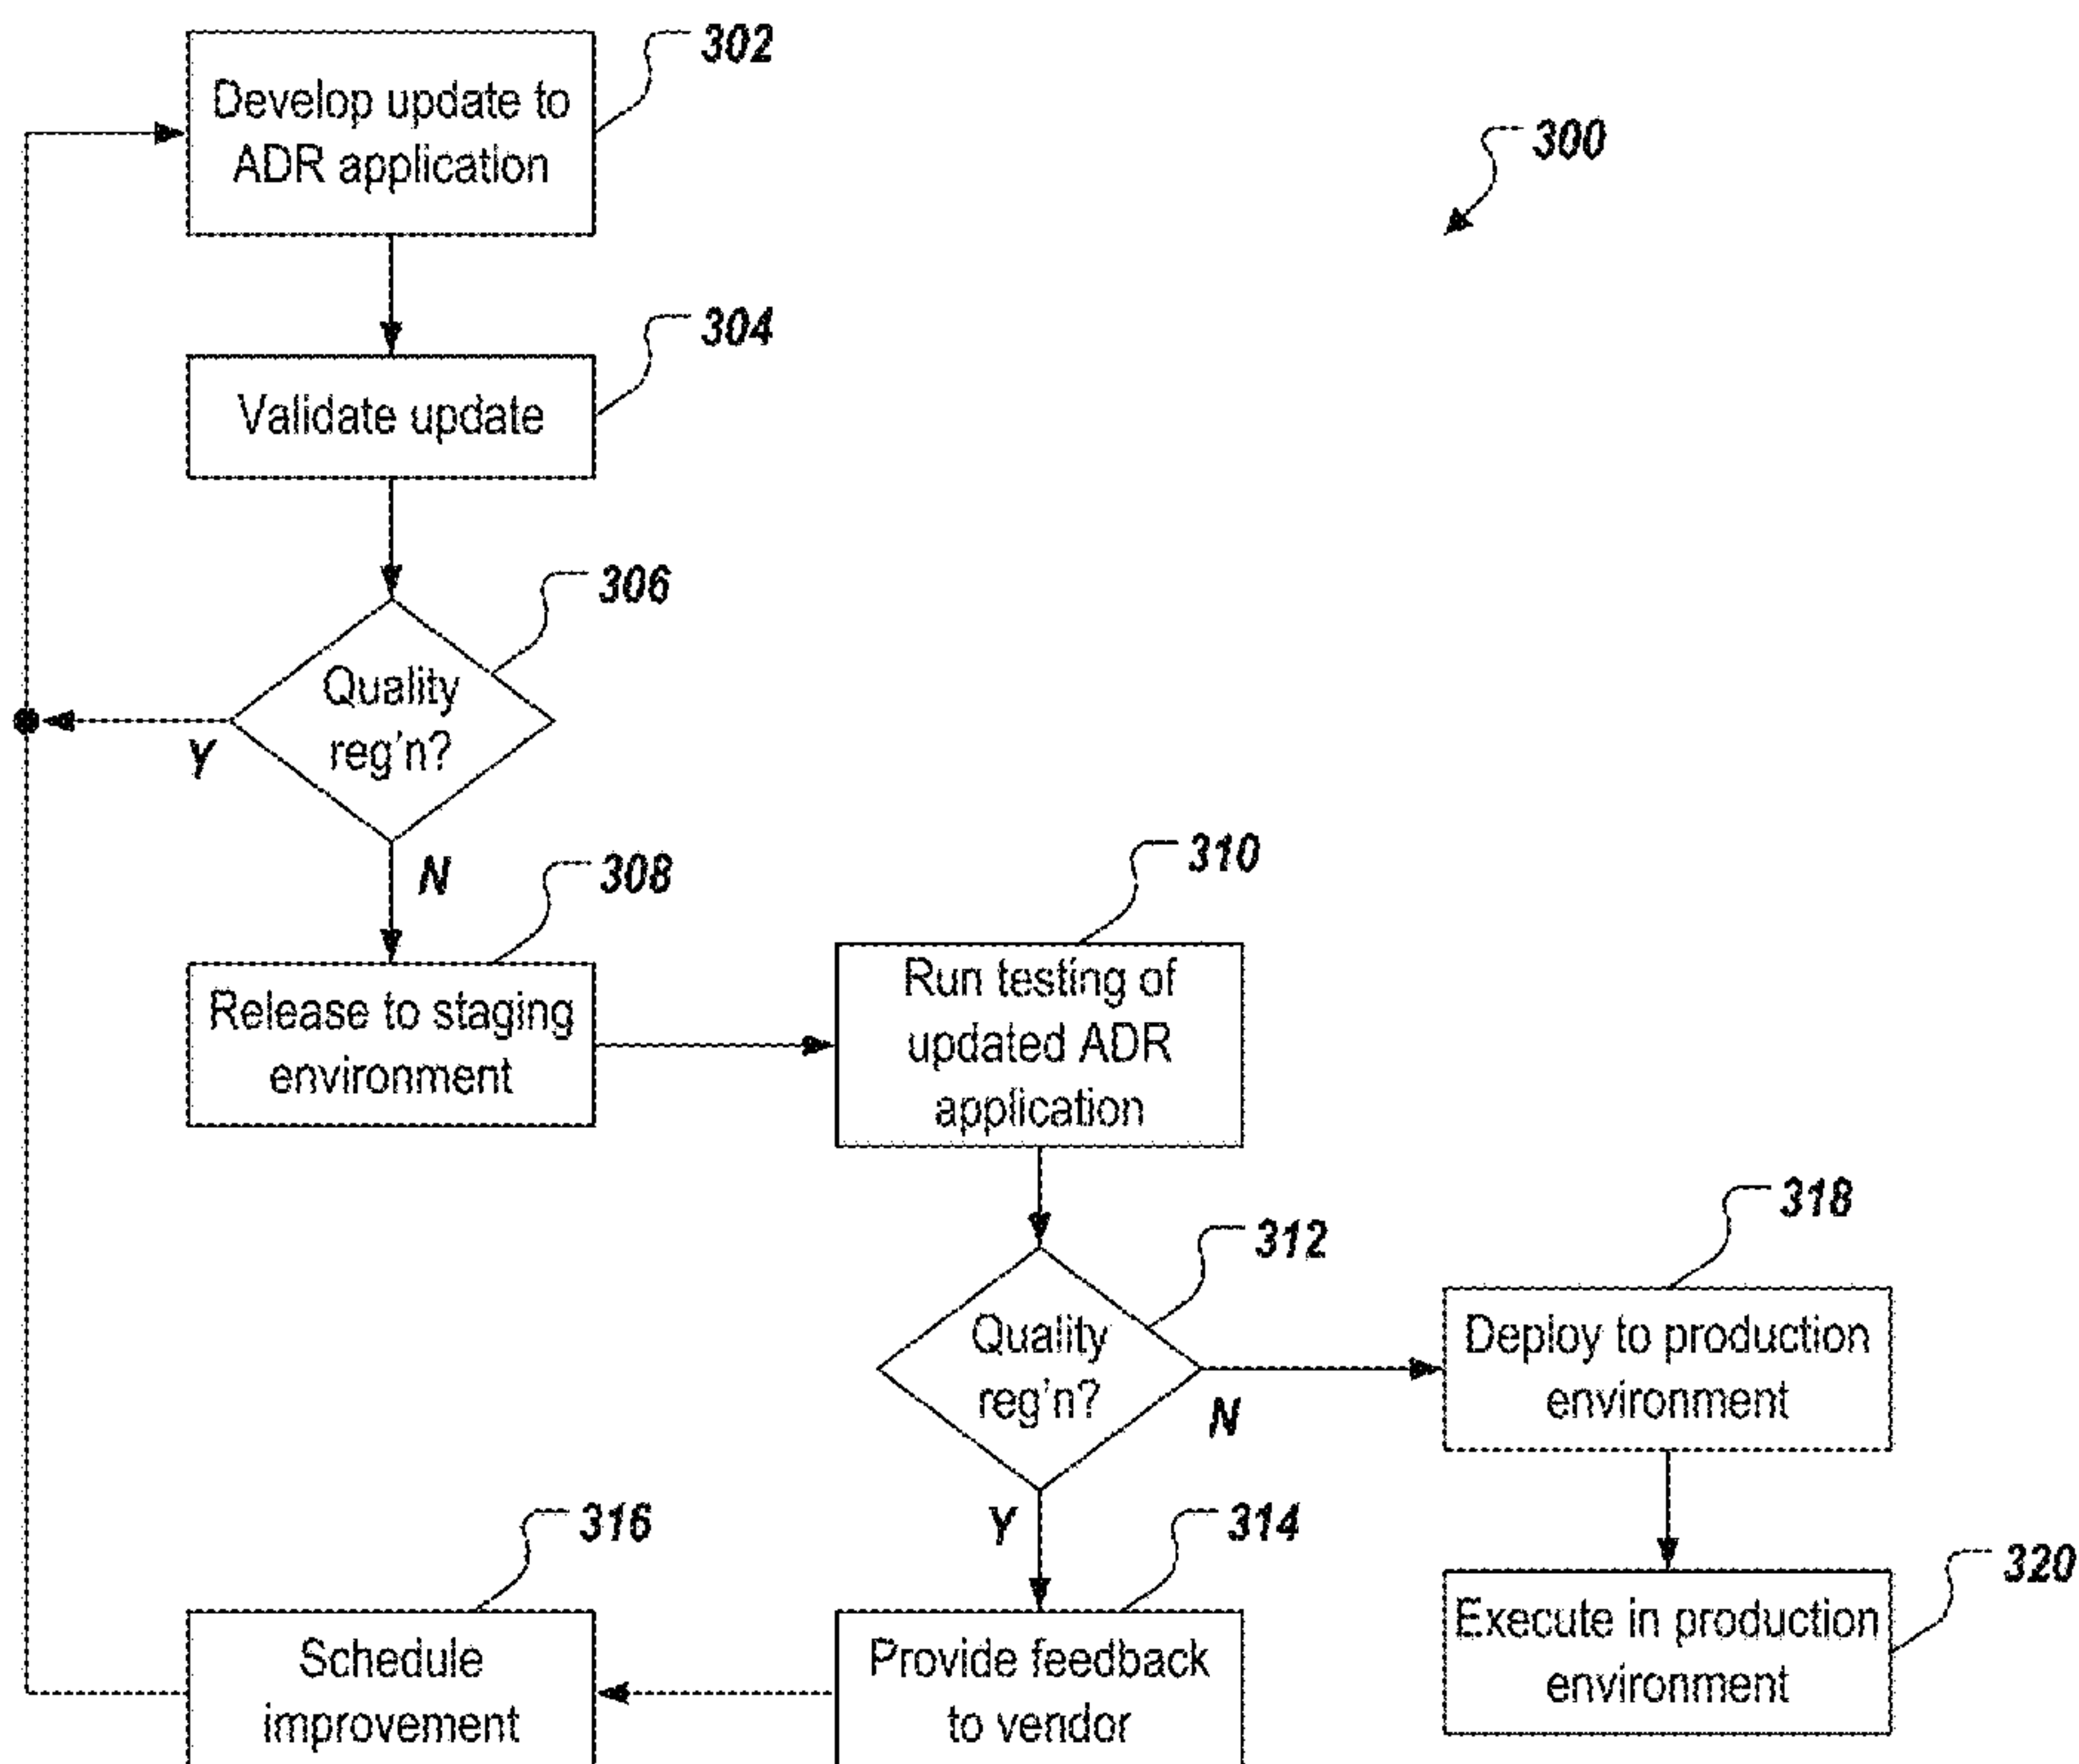 302
Develop update to
ADR application
300
304
Validate update
306
Quality
reg'n?
Y
N
308
Release to staging
environment
310
Run testing of
updated ADR
application
312
Quality
reg'n?
N
Y
318
Deploy to production
environment
314
Provide feedback
to vendor
316
Schedule
improvement
320
Execute in production
environment